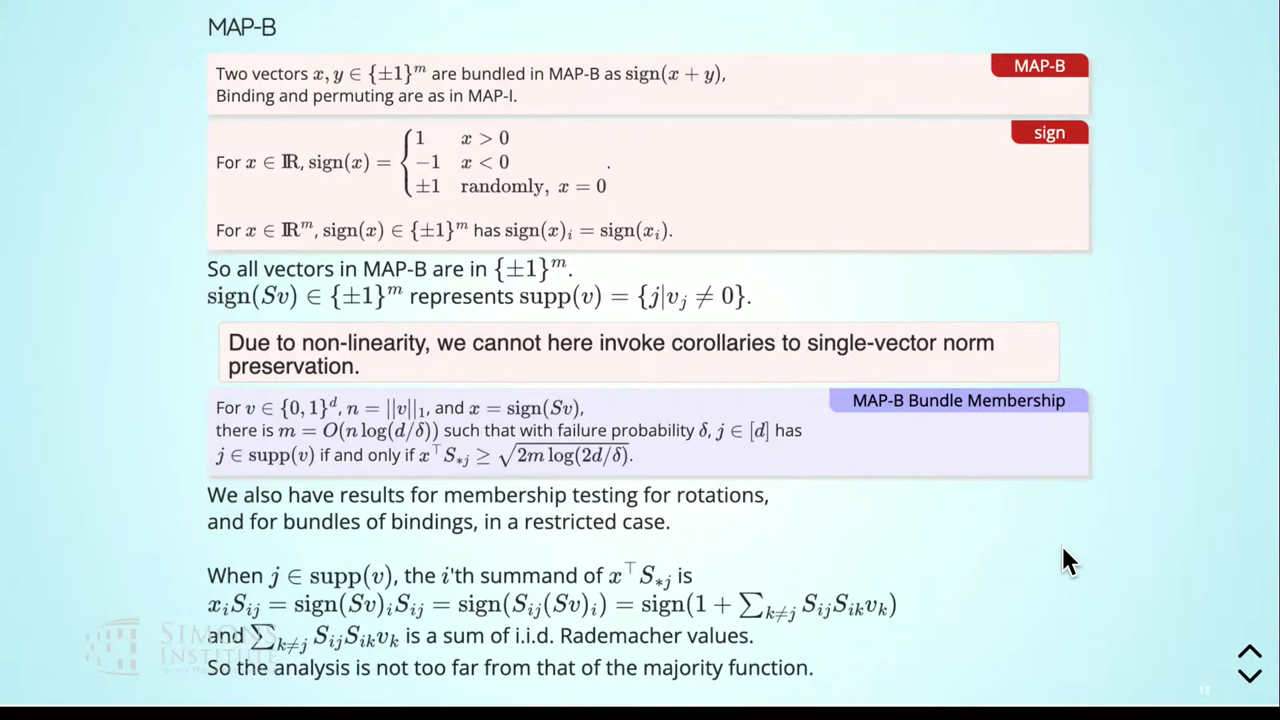 MAP-B
MAP-B
Two vectors x, y ∈ {±1}^m are bundled in MAP-B as sign(x + y),
Binding and permuting are as in MAP-I.
sign
For x ∈ ℝ, sign(x) = { 1 x > 0
−1 x < 0
±1 randomly, x = 0 .
For x ∈ ℝ^m, sign(x) ∈ {±1}^m has sign(x)_i = sign(x_i).
So all vectors in MAP-B are in {±1}^m.
sign(Sv) ∈ {±1}^m represents supp(v) = {j|v_j ≠ 0}.
Due to non-linearity, we cannot here invoke corollaries to single-vector norm
preservation.
MAP-B Bundle Membership
For v ∈ {0, 1}^d, n = ||v||_1, and x = sign(Sv),
there is m = O(n log(d/δ)) such that with failure probability δ, j ∈ [d] has
j ∈ supp(v) if and only if x^⊤ S_{*j} ≥ √(2m log(2d/δ)).
We also have results for membership testing for rotations,
and for bundles of bindings, in a restricted case.
When j ∈ supp(v), the i'th summand of x^⊤ S_{*j} is
x_i S_{ij} = sign(Sv)_i S_{ij} = sign(S_{ij}(Sv)_i) = sign(1 + ∑_{k≠j} S_{ij} S_{ik} v_k)
and ∑_{k≠j} S_{ij} S_{ik} v_k is a sum of i.i.d. Rademacher values.
So the analysis is not too far from that of the majority function.
SIMONS
INSTITUTE
11